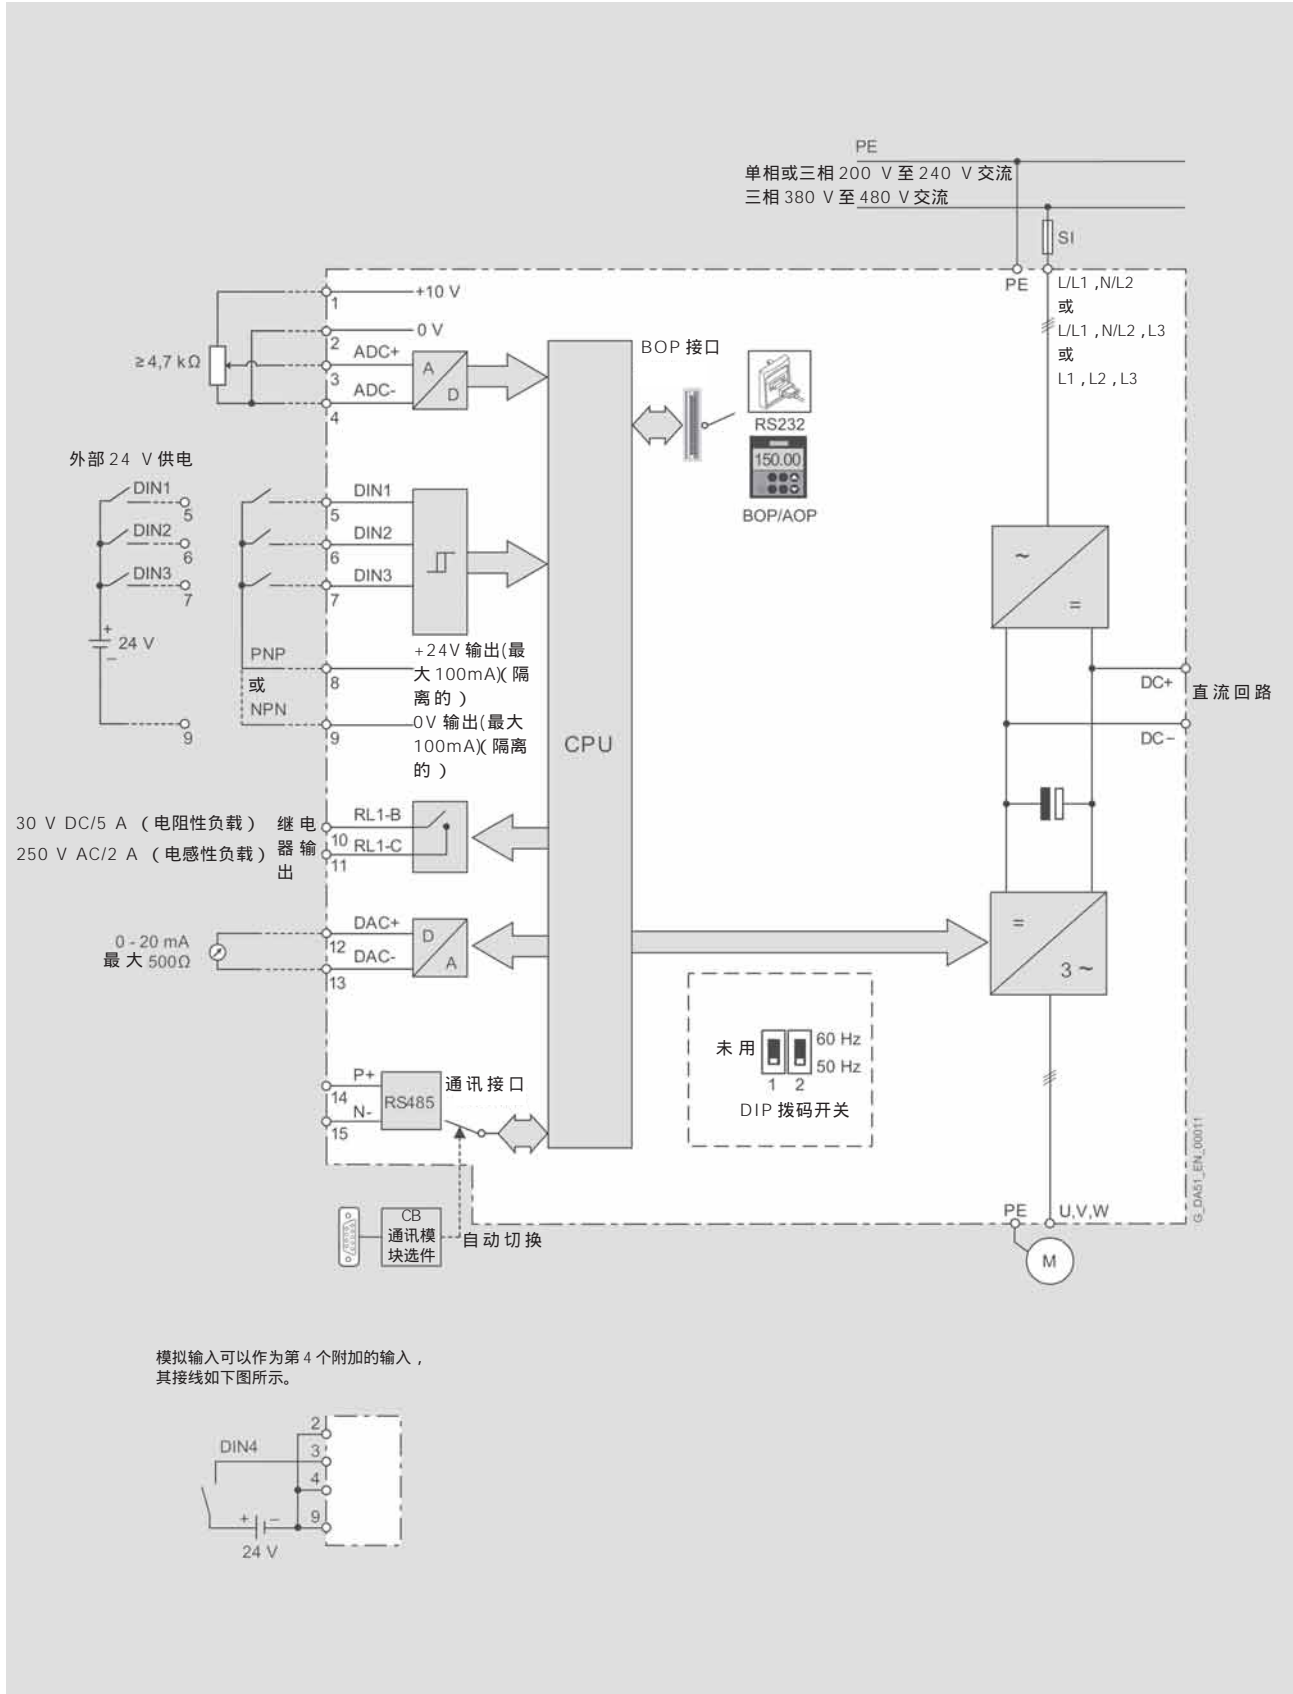 PE
单相或三相 200 V 至 240 V 交流
三相 380 V 至 480 V 交流
SI
PE
L/L1 , N/L2
或
L/L1 , N/L2 , L3
或
L1 , L2 , L3
1
+10 V
2
0 V
≥4,7 kΩ
3
ADC+
4
ADC-
A
D
BOP 接口
RS232
150.00
BOP/AOP
外部 24 V 供电
DIN1
5
DIN2
6
DIN3
7
+
24 V
−
9
DIN1
5
DIN2
6
DIN3
7
PNP
或
NPN
8
9
+24V 输出(最
大 100mA)( 隔
离的 )
0V 输出(最大
100mA)( 隔离
的 )
CPU
~
=
DC+
直流回路
DC−
30 V DC/5 A ( 电阻性负载 )
250 V AC/2 A ( 电感性负载 )
继 电
器 输
出
RL1-B
10
RL1-C
11
0 - 20 mA
最 大 500Ω
DAC+
12
DAC-
13
D
A
=
3 ~
未 用
60 Hz
50 Hz
1 2
DIP 拨码开关
P+
14
N-
15
RS485
通讯接口
CB
通讯模
块选件
自动切换
PE
U,V,W
M
G_DA51_EN_00011
模拟输入可以作为第 4 个附加的输入 ,
其接线如下图所示。
DIN4
2
3
4
9
+ −
24 V